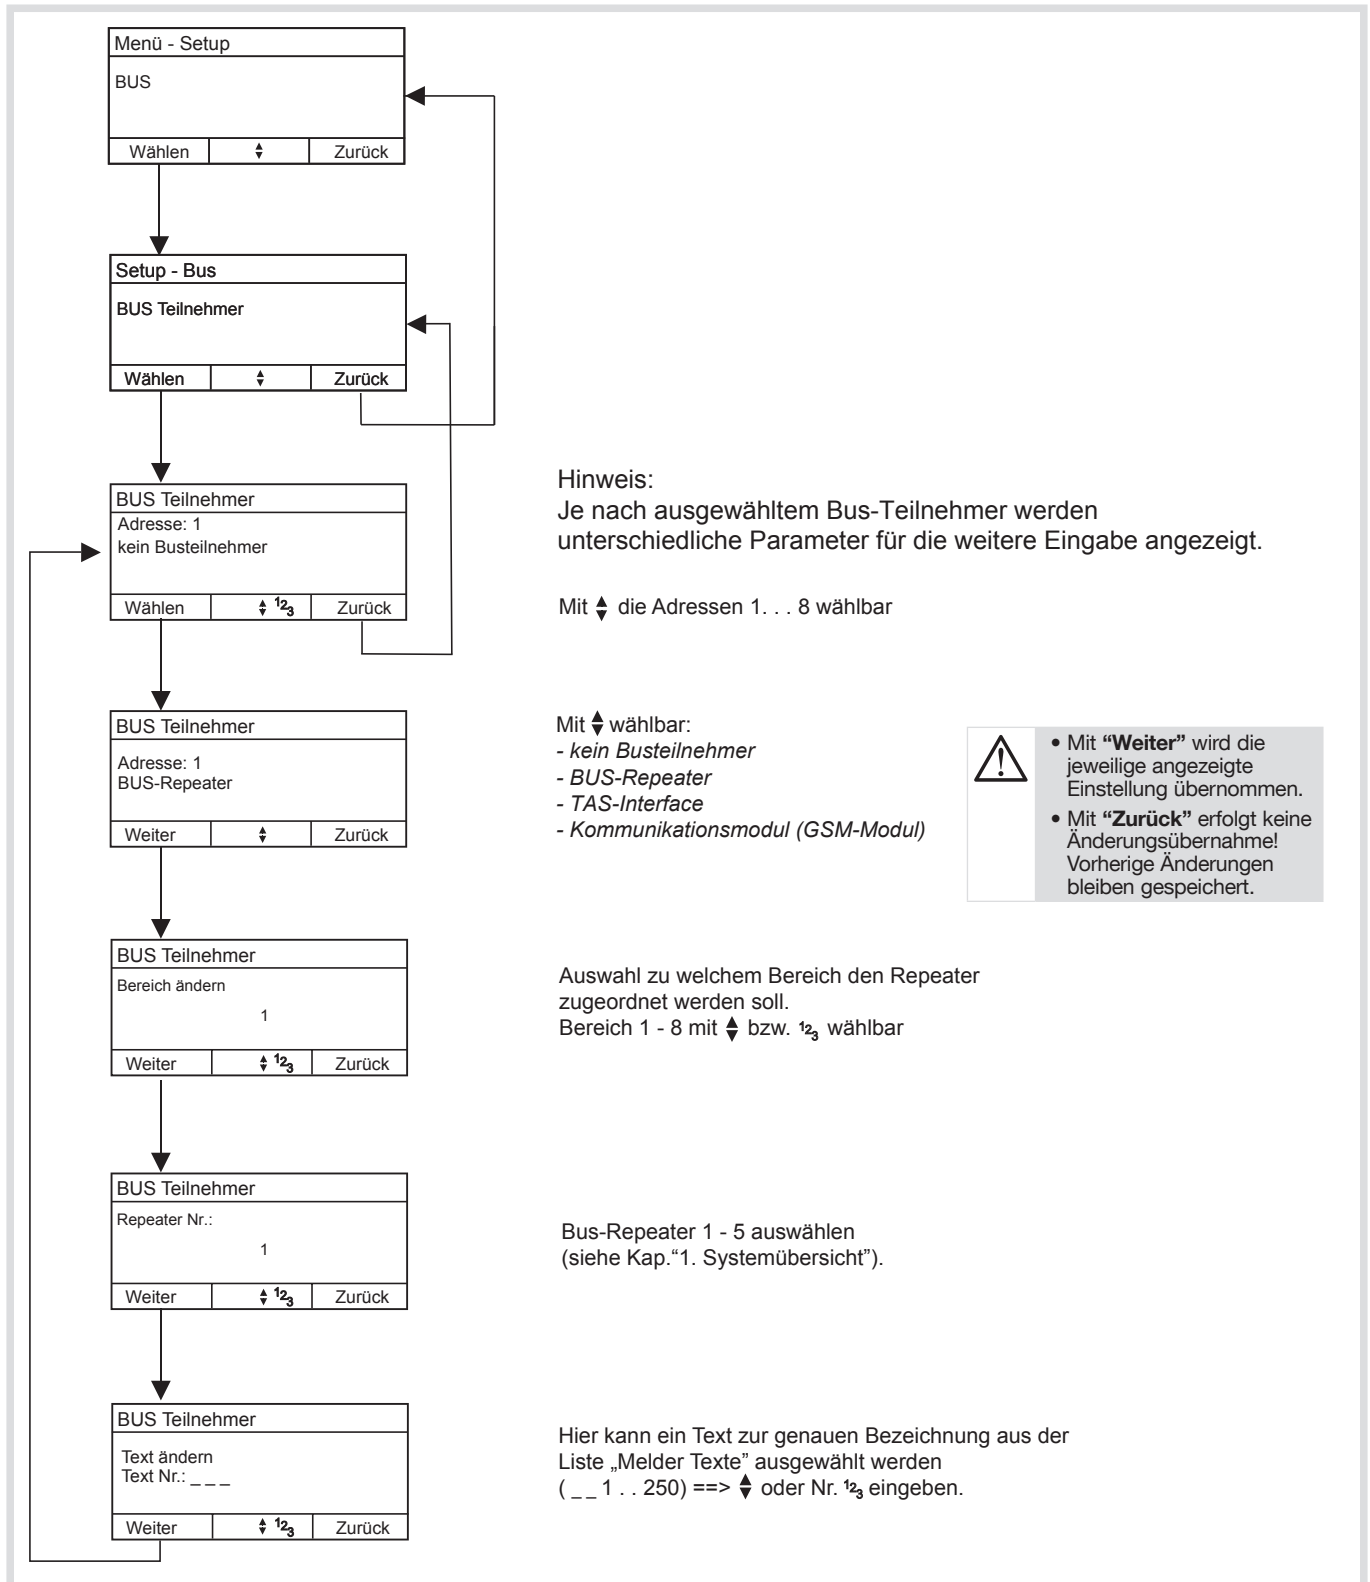 Menü - Setup
BUS
Wählen ▲▼ Zurück
Setup - Bus
BUS Teilnehmer
Wählen ▲▼ Zurück
BUS Teilnehmer
Adresse: 1
kein Busteilnehmer
Wählen ▲▼ 123 Zurück
Hinweis:
Je nach ausgewähltem Bus-Teilnehmer werden
unterschiedliche Parameter für die weitere Eingabe angezeigt.
Mit ▲▼ die Adressen 1. . . 8 wählbar
BUS Teilnehmer
Adresse: 1
BUS-Repeater
Weiter ▲▼ Zurück
Mit ▲▼ wählbar:
- kein Busteilnehmer
- BUS-Repeater
- TAS-Interface
- Kommunikationsmodul (GSM-Modul)
• Mit “Weiter” wird die
jeweilige angezeigte
Einstellung übernommen.
• Mit “Zurück” erfolgt keine
Änderungsübernahme!
Vorherige Änderungen
bleiben gespeichert.
BUS Teilnehmer
Bereich ändern
1
Weiter ▲▼ 123 Zurück
Auswahl zu welchem Bereich den Repeater
zugeordnet werden soll.
Bereich 1 - 8 mit ▲▼ bzw. 123 wählbar
BUS Teilnehmer
Repeater Nr.:
1
Weiter ▲▼ 123 Zurück
Bus-Repeater 1 - 5 auswählen
(siehe Kap.“1. Systemübersicht”).
BUS Teilnehmer
Text ändern
Text Nr.: _ _ _
Weiter ▲▼ 123 Zurück
Hier kann ein Text zur genauen Bezeichnung aus der
Liste „Melder Texte” ausgewählt werden
( _ _ 1 . . 250) ==> ▲▼ oder Nr. 123 eingeben.